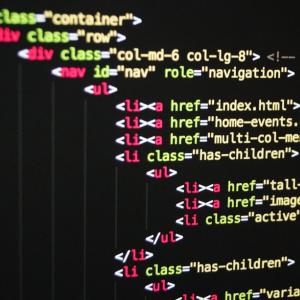 class="container">
div class="row">
<div class="col-md-6 col-lg-8"> <!--
<nav id="nav" role="navigation">
<ul>
<li><a href="index.html">
<li><a href="home-events.
<li><a href="multi-col-me
<li class="has-children">
<ul>
<li><a href="tall-
<li><a href="image
<li class="active"
</ul>
</li>
<li class="has-children">
<ul>
<li><a href="varia